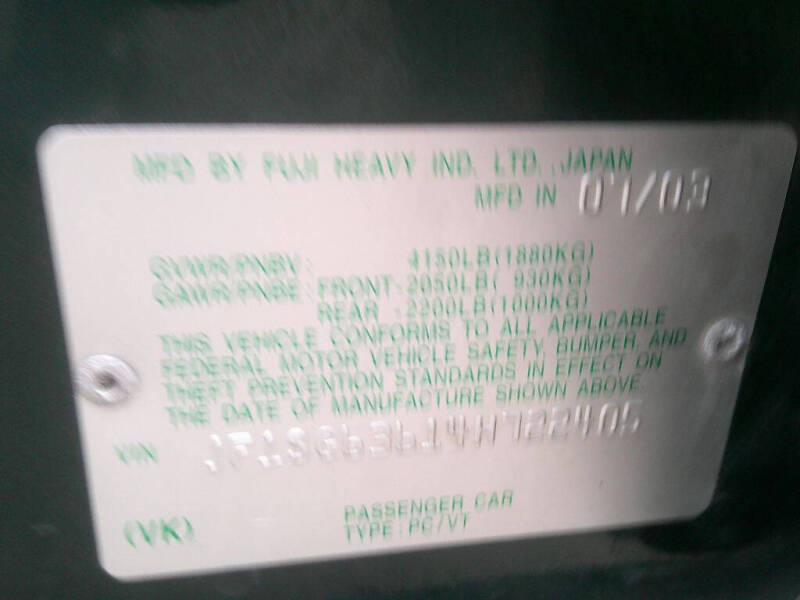 MFD BY FUJI HEAVY IND. LTD., JAPAN
MFD IN 07/03
GVWR/PNBV: 4150LB(1880KG)
GAWR/PNBE FRONT 2050LB( 930KG)
REAR 2200LB(1000KG)
THIS VEHICLE CONFORMS TO ALL APPLICABLE
FEDERAL MOTOR VEHICLE SAFETY, BUMPER, AND
THEFT PREVENTION STANDARDS IN EFFECT ON
THE DATE OF MANUFACTURE SHOWN ABOVE.
VIN JF1SG63614H722405
(VK)
PASSENGER CAR
TYPE: PC/VT